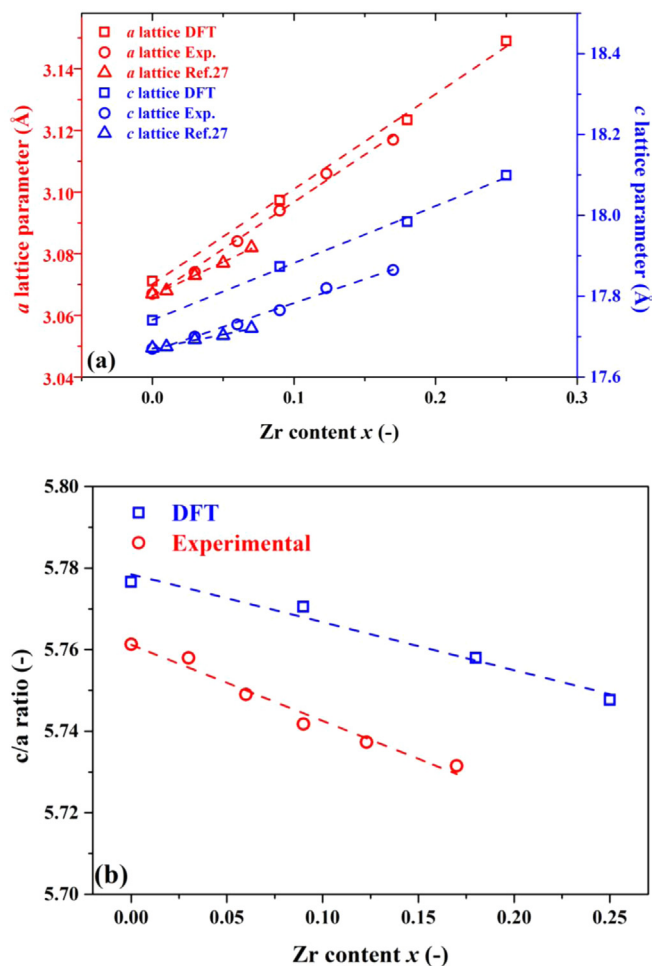 a lattice DFT
a lattice Exp.
a lattice Ref.27
c lattice DFT
c lattice Exp.
c lattice Ref.27
3.14
3.12
3.10
3.08
3.06
3.04
a lattice parameter (Å)
18.4
18.2
18.0
17.8
17.6
c lattice parameter (Å)
(a)
0.0 0.1 0.2 0.3
Zr content x (-)
5.80
5.78
5.76
5.74
5.72
5.70
c/a ratio (-)
DFT
Experimental
(b)
0.00 0.05 0.10 0.15 0.20 0.25
Zr content x (-)